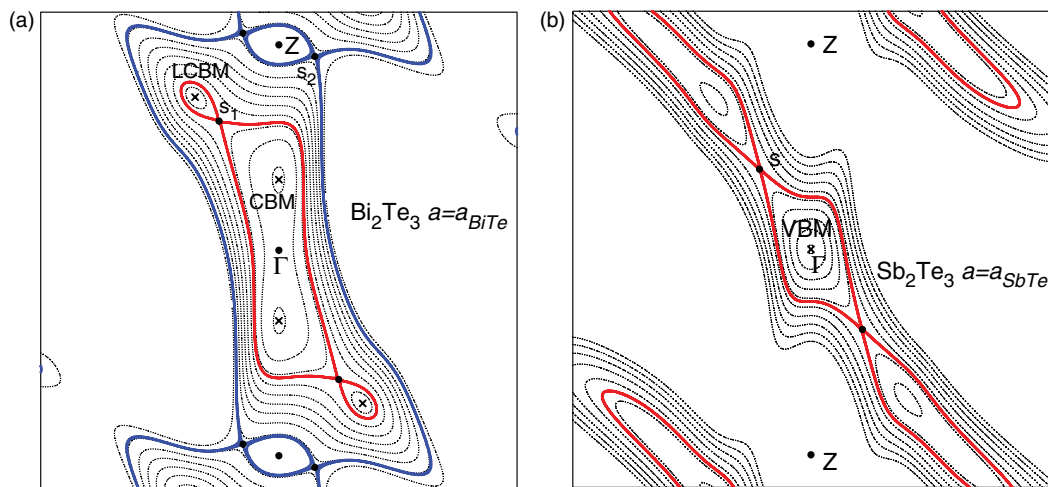 (a)
Z
s2
LCBM
s1
CBM
Bi2Te3 a=aBiTe
Γ
(b)
Z
s
VBM
Γ
Sb2Te3 a=aSbTe
Z